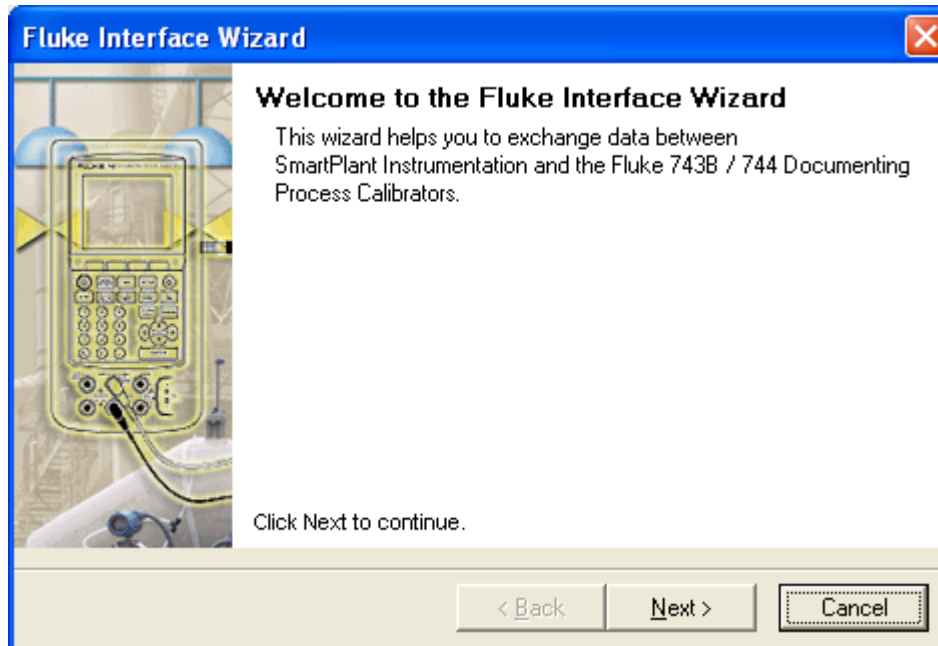 Fluke Interface Wizard
Welcome to the Fluke Interface Wizard
This wizard helps you to exchange data between
SmartPlant Instrumentation and the Fluke 743B / 744 Documenting
Process Calibrators.
Click Next to continue.
< Back
Next >
Cancel